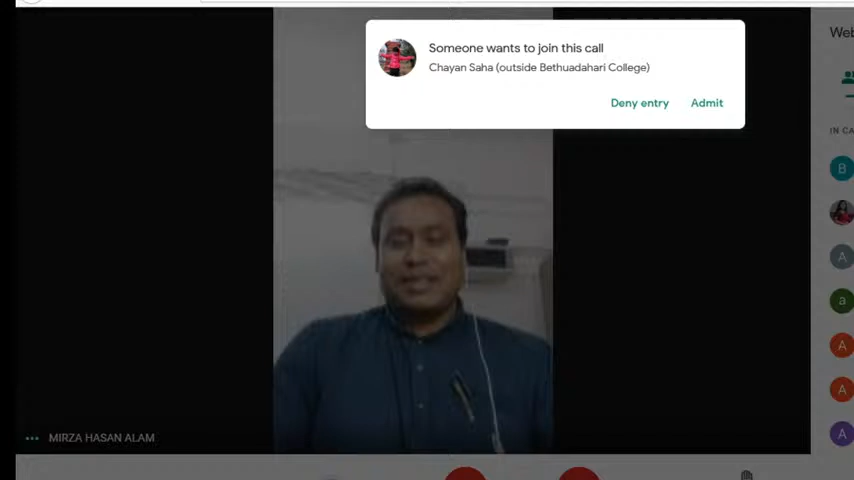 Someone wants to join this call
Chayan Saha (outside Bethuadahari College)
Deny entry Admit
Web
IN CA
B
A
a
A
A
A
MIRZA HASAN ALAM